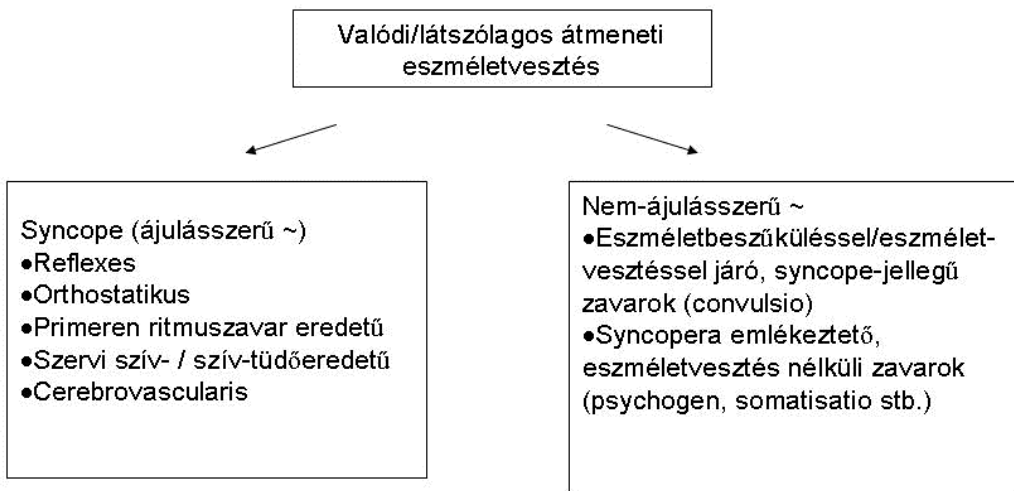 Valódi/látszólagos átmeneti
eszméletvesztés
Syncope (ájulásszerű ~)
●Reflexes
●Orthostatikus
●Primeren ritmuszavar eredetű
●Szervi szív- / szív-tüdőeredetű
●Cerebrovascularis
Nem-ájulásszerű ~
●Eszméletbeszűküléssel/eszmélet-
vesztéssel járó, syncope-jellegű
zavarok (convulsio)
●Syncopera emlékeztető,
eszméletvesztés nélküli zavarok
(psychogen, somatisatio stb.)